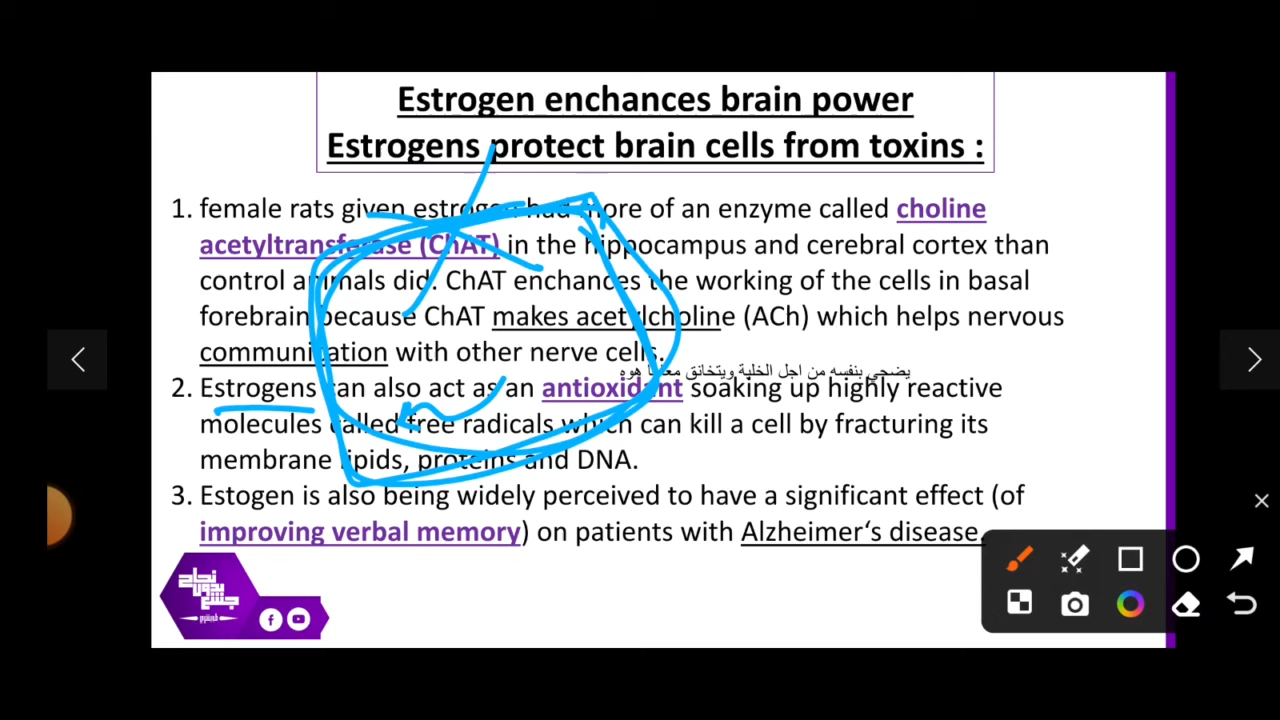 Estrogen enchances brain power
Estrogens protect brain cells from toxins :
1. female rats given estrogen had more of an enzyme called choline
acetyltransferase (ChAT) in the hippocampus and cerebral cortex than
control animals did. ChAT enchances the working of the cells in basal
forebrain because ChAT makes acetylcholine (ACh) which helps nervous
communication with other nerve cells.
يضحي بنفسه من اجل الخلية ويتخانق معاها هوه
2. Estrogens can also act as an antioxidant soaking up highly reactive
molecules called free radicals which can kill a cell by fracturing its
membrane lipids, proteins and DNA.
3. Estogen is also being widely perceived to have a significant effect (of
improving verbal memory) on patients with Alzheimer‘s disease.
نجاح
بدون